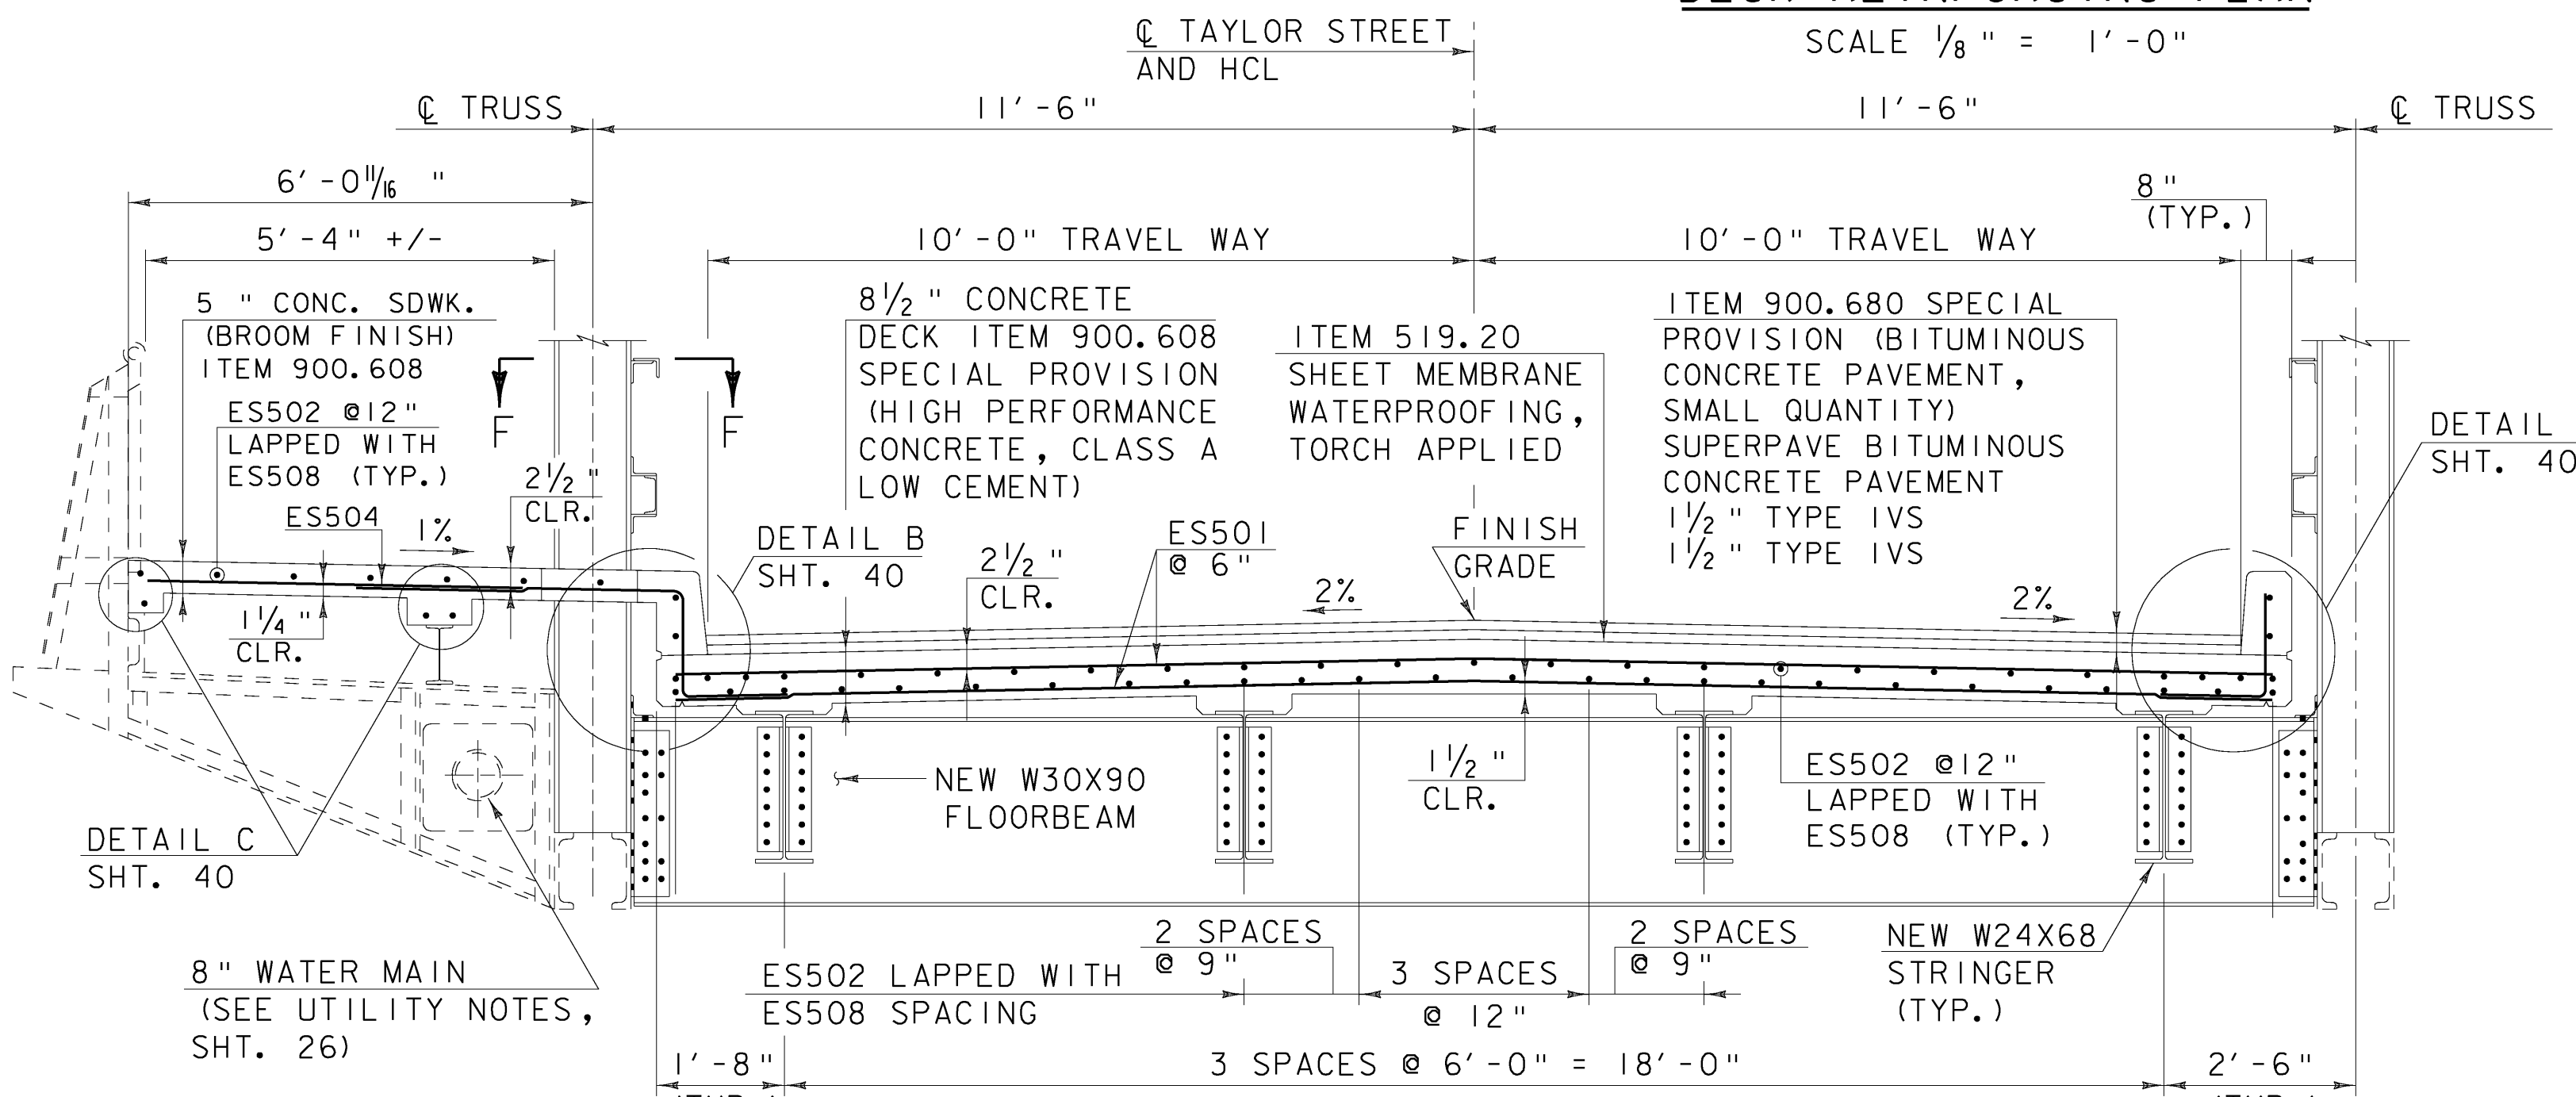 SCALE 1/8 " = 1'-0"
℄ TAYLOR STREET
AND HCL
℄ TRUSS
11'-6"
11'-6"
℄ TRUSS
6'-0 11/16 "
8"
(TYP.)
5'-4" +/-
10'-0" TRAVEL WAY
10'-0" TRAVEL WAY
5 " CONC. SDWK.
(BROOM FINISH)
ITEM 900.608
8 1/2 " CONCRETE
DECK ITEM 900.608
SPECIAL PROVISION
(HIGH PERFORMANCE
CONCRETE, CLASS A
LOW CEMENT)
ITEM 519.20
SHEET MEMBRANE
WATERPROOFING,
TORCH APPLIED
ITEM 900.680 SPECIAL
PROVISION (BITUMINOUS
CONCRETE PAVEMENT,
SMALL QUANTITY)
SUPERPAVE BITUMINOUS
CONCRETE PAVEMENT
1 1/2 " TYPE IVS
1 1/2 " TYPE IVS
ES502 @12"
LAPPED WITH
ES508 (TYP.)
F
F
DETAIL
SHT. 40
2 1/2 "
CLR.
ES504
1%
DETAIL B
SHT. 40
2 1/2 "
CLR.
ES501
@ 6"
FINISH
GRADE
2%
2%
1 1/4 "
CLR.
NEW W30X90
FLOORBEAM
1 1/2 "
CLR.
ES502 @12"
LAPPED WITH
ES508 (TYP.)
DETAIL C
SHT. 40
8" WATER MAIN
(SEE UTILITY NOTES,
SHT. 26)
ES502 LAPPED WITH
ES508 SPACING
2 SPACES
@ 9"
3 SPACES
@ 12"
2 SPACES
@ 9"
NEW W24X68
STRINGER
(TYP.)
1'-8"
3 SPACES @ 6'-0" = 18'-0"
2'-6"